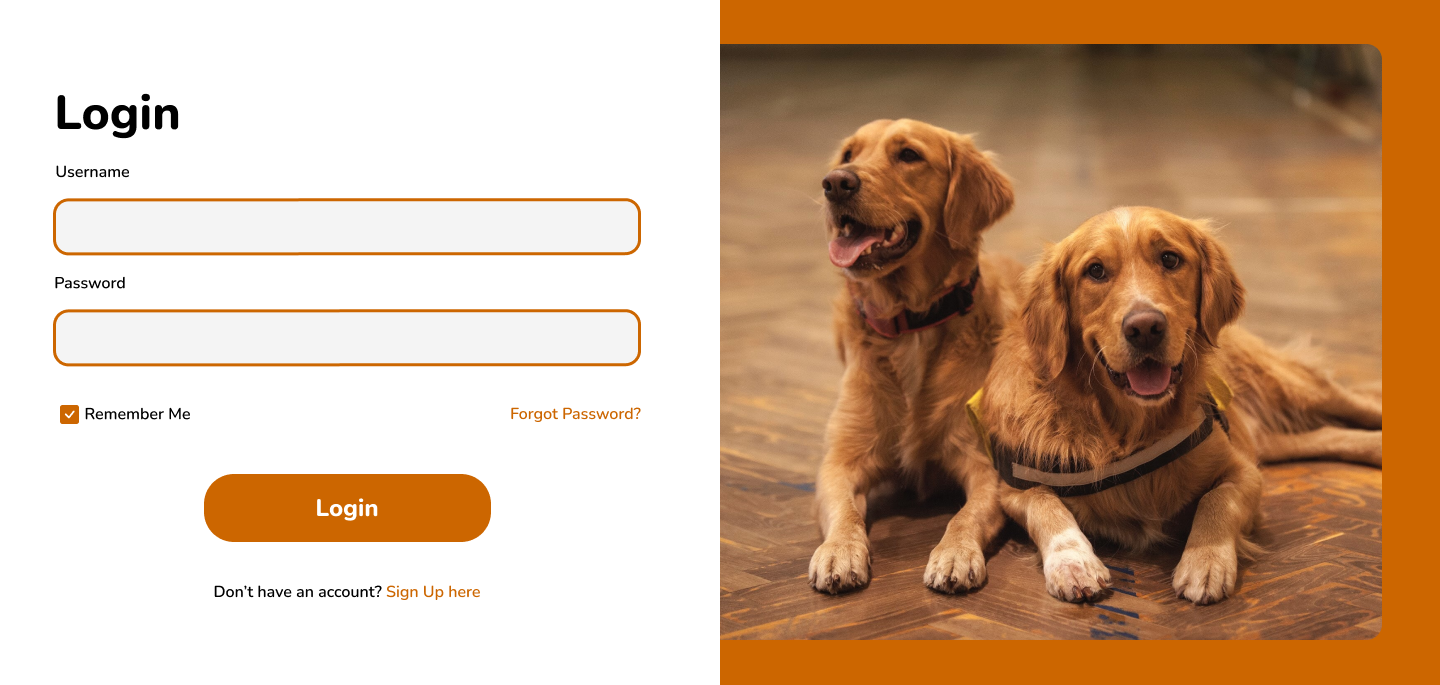 Login
Username
Password
Remember Me
Forgot Password?
Login
Don't have an account? Sign Up here